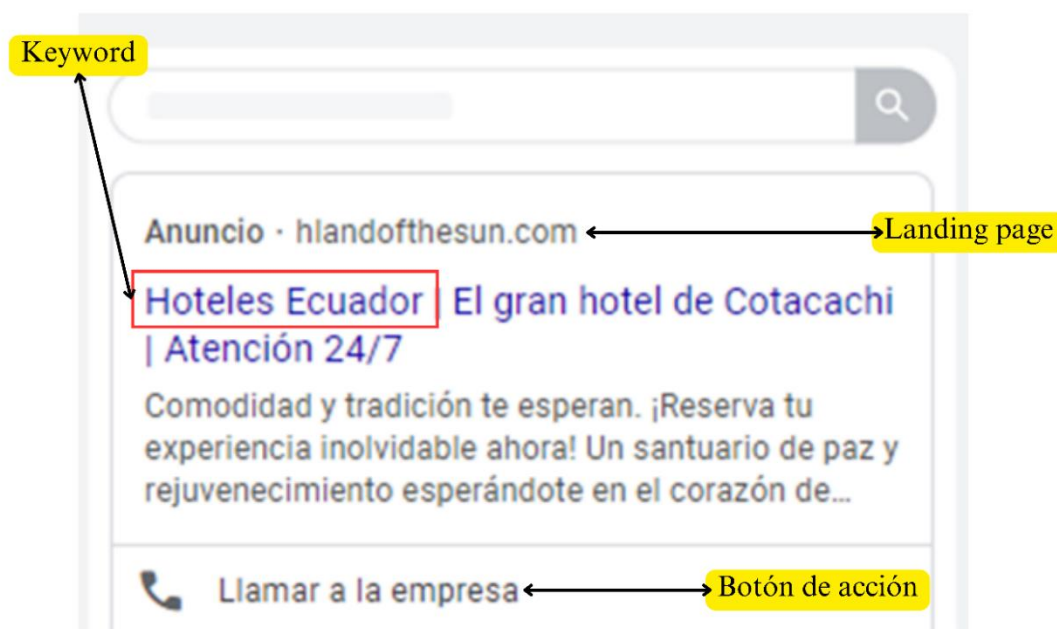 Keyword
Anuncio · hlandofthesun.com
Landing page
Hoteles Ecuador | El gran hotel de Cotacachi
| Atención 24/7
Comodidad y tradición te esperan. ¡Reserva tu
experiencia inolvidable ahora! Un santuario de paz y
rejuvenecimiento esperándote en el corazón de...
Llamar a la empresa
Botón de acción